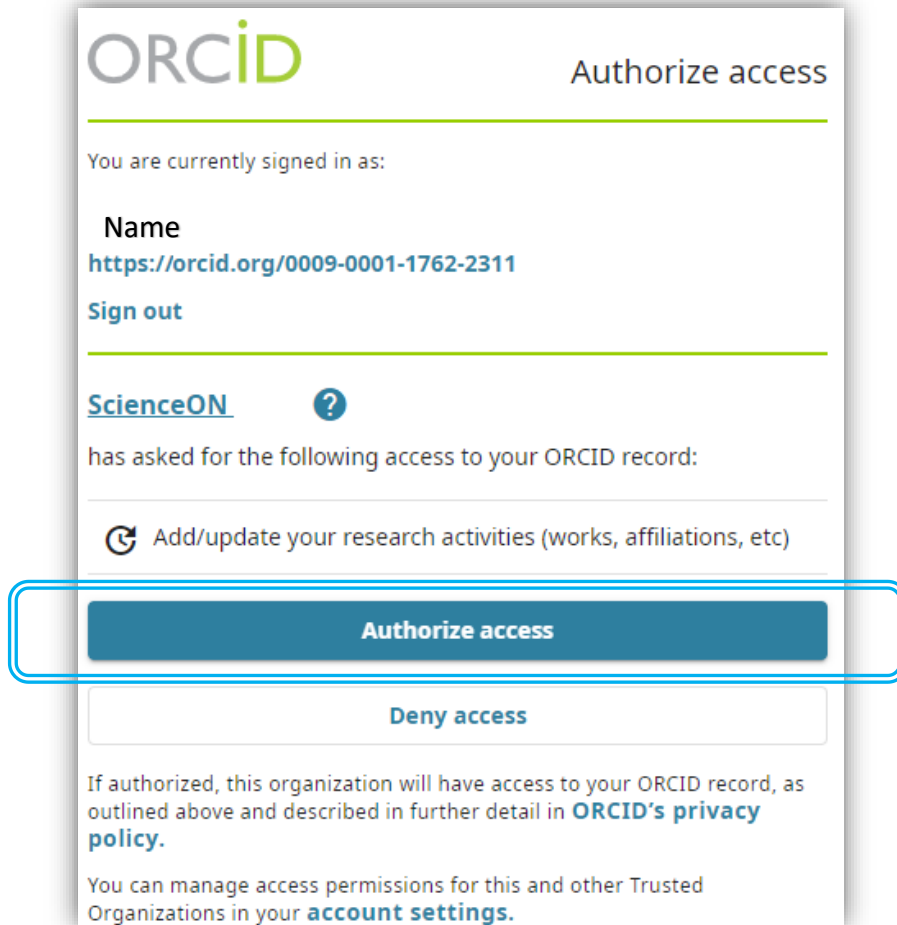 ORCID
Authorize access
You are currently signed in as:
Name
https://orcid.org/0009-0001-1762-2311
Sign out
ScienceON ?
has asked for the following access to your ORCID record:
Add/update your research activities (works, affiliations, etc)
Authorize access
Deny access
If authorized, this organization will have access to your ORCID record, as
outlined above and described in further detail in ORCID's privacy
policy.
You can manage access permissions for this and other Trusted
Organizations in your account settings.